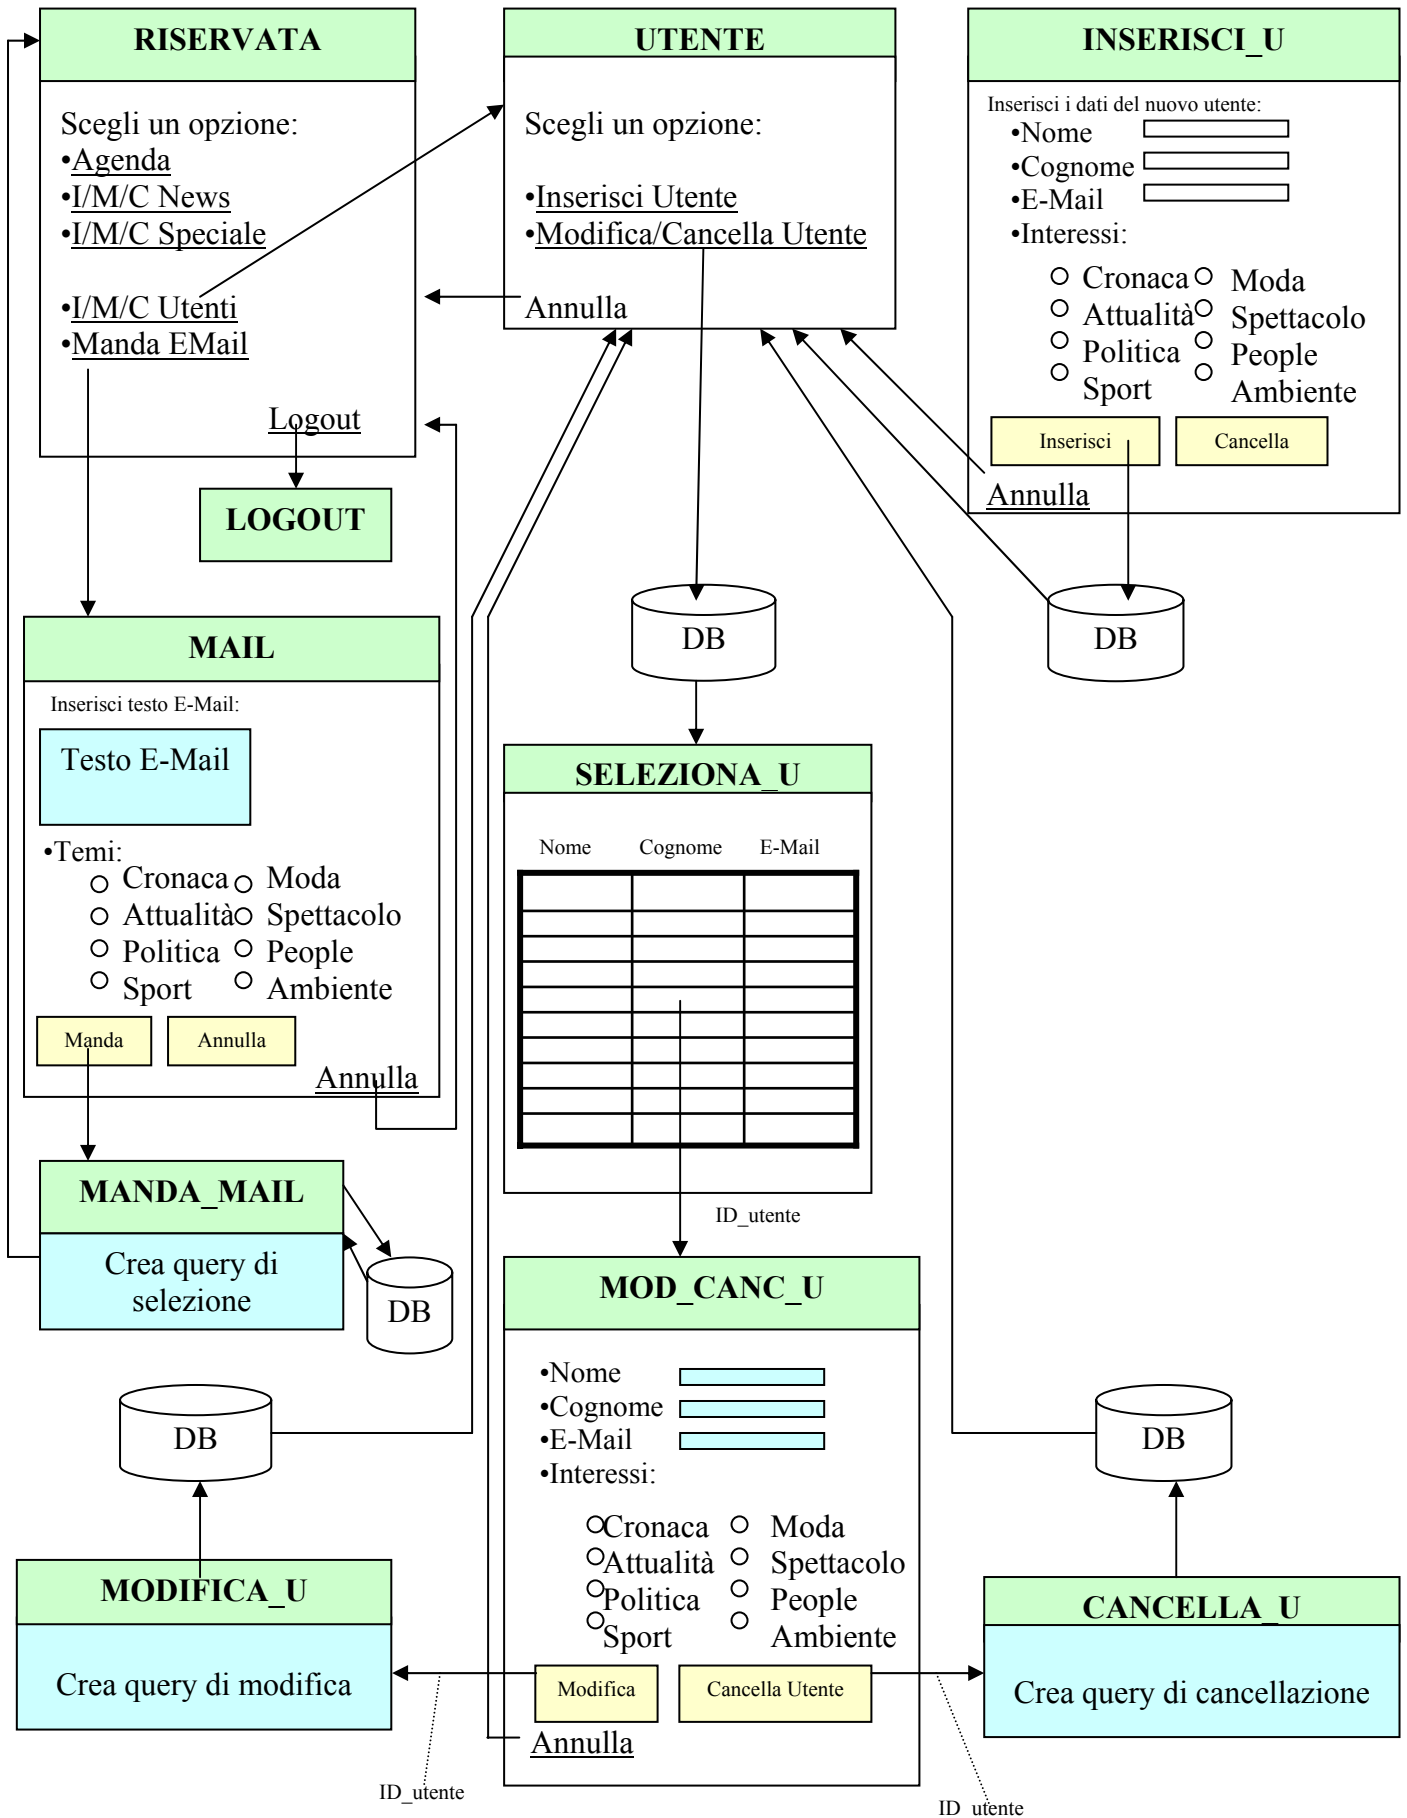 RISERVATA
Scegli un opzione:
•Agenda
•I/M/C News
•I/M/C Speciale
•I/M/C Utenti
•Manda EMail
Logout
LOGOUT
UTENTE
Scegli un opzione:
•Inserisci Utente
•Modifica/Cancella Utente
Annulla
INSERISCI_U
Inserisci i dati del nuovo utente:
•Nome
•Cognome
•E-Mail
•Interessi:
Cronaca Moda
Attualità Spettacolo
Politica People
Sport Ambiente
Inserisci Cancella
Annulla
DB
DB
MAIL
Inserisci testo E-Mail:
Testo E-Mail
•Temi:
Cronaca Moda
Attualità Spettacolo
Politica People
Sport Ambiente
Manda Annulla
Annulla
SELEZIONA_U
Nome Cognome E-Mail
ID_utente
MANDA_MAIL
Crea query di
selezione
DB
MOD_CANC_U
•Nome
•Cognome
•E-Mail
•Interessi:
Cronaca Moda
Attualità Spettacolo
Politica People
Sport Ambiente
Modifica Cancella Utente
Annulla
DB
MODIFICA_U
Crea query di modifica
ID_utente
DB
CANCELLA_U
Crea query di cancellazione
ID_utente